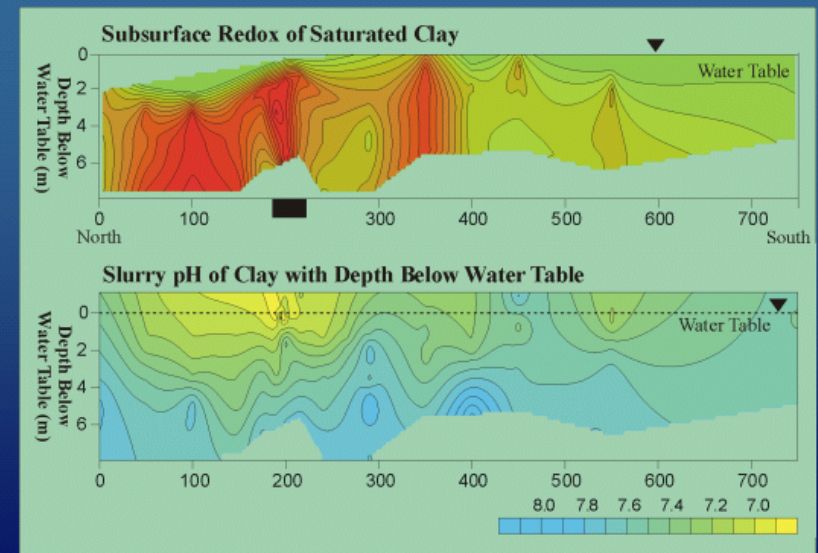 Subsurface Redox of Saturated Clay
Water Table
Depth Below
Water Table (m)
0
2
4
6
0 100 300 400 500 600 700
North
South
Slurry pH of Clay with Depth Below Water Table
Water Table
Depth Below
Water Table (m)
0
2
4
6
0 100 200 300 400 500 600 700
8.0 7.8 7.6 7.4 7.2 7.0